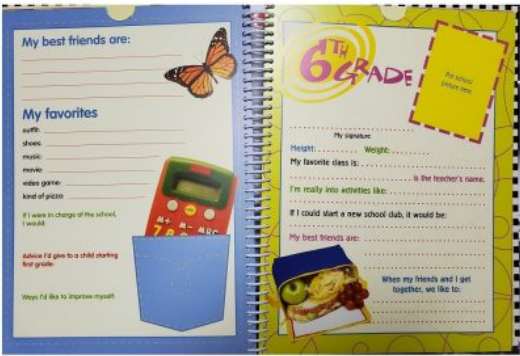 My best friends are:
My favorites
outfit:
shoes:
music:
movie:
video game:
kind of pizza:
If I were in charge of the school,
I would:
Advice I'd give to a child starting
first grade:
Ways I'd like to improve myself:
M+ M- MRC
7 8
6TH
GRADE
Put school
picture here
My signature
Height: Weight:
My favorite class is:
is the teacher's name.
I'm really into activities like:
If I could start a new school club, it would be:
My best friends are:
When my friends and I get
together, we like to: